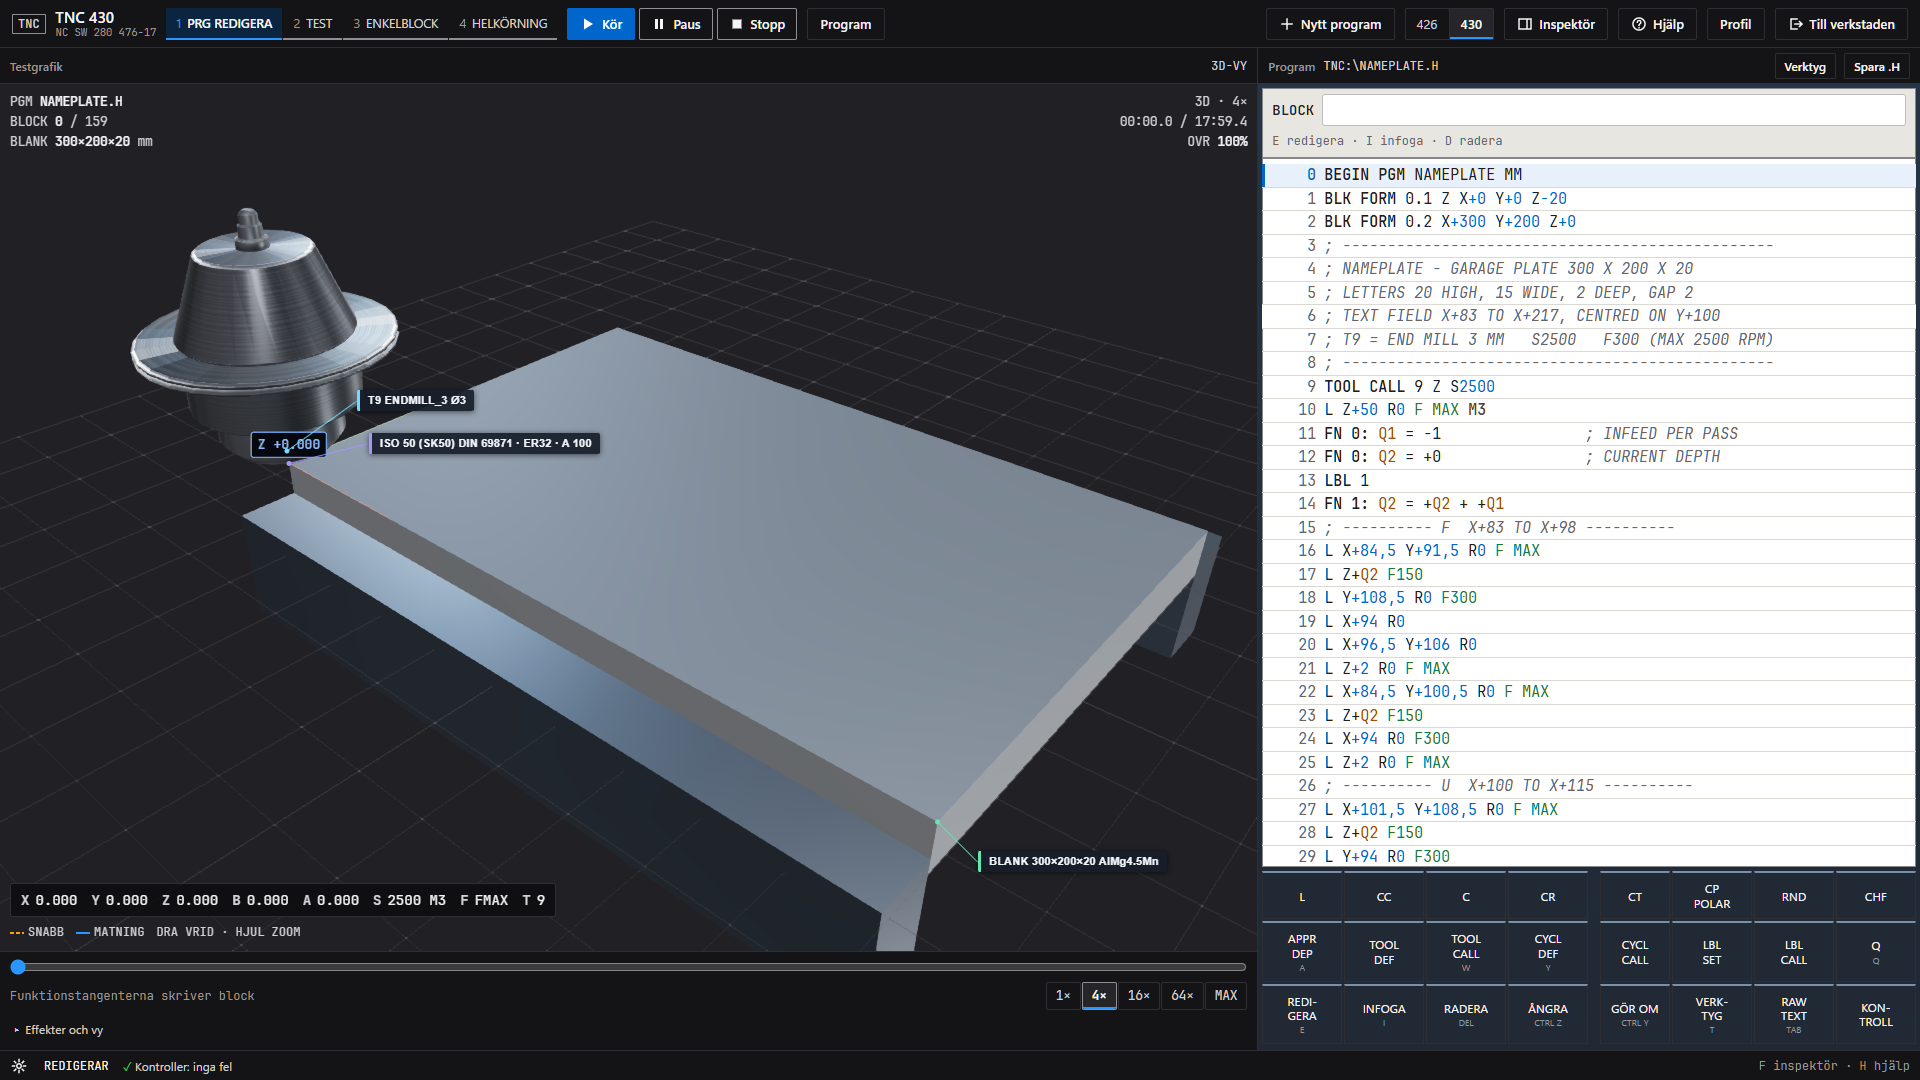 TNC
TNC 430
NC SW 280 476-17
1 PRG REDIGERA
2 TEST
3 ENKELBLOCK
4 HELKÖRNING
Kör
Paus
Stopp
Program
Nytt program
426
430
Inspektör
Hjälp
Profil
Till verkstaden
Testgrafik
3D-VY
Program TNC:\NAMEPLATE.H
Verktyg
Spara .H
PGM NAMEPLATE.H
BLOCK 0 / 159
BLANK 300×200×20 mm
3D · 4×
00:00.0 / 17:59.4
OVR 100%
T9 ENDMILL_3 Ø3
Z +0.000
ISO 50 (SK50) DIN 69871 · ER32 · A 100
BLANK 300×200×20 AlMg4.5Mn
X 0.000 Y 0.000 Z 0.000 B 0.000 A 0.000 S 2500 M3 F FMAX T 9
SNABB MATNING DRA VRID · HJUL ZOOM
Funktionstangenterna skriver block
1× 4× 16× 64× MAX
Effekter och vy
BLOCK
E redigera · I infoga · D radera
0 BEGIN PGM NAMEPLATE MM
1 BLK FORM 0.1 Z X+0 Y+0 Z-20
2 BLK FORM 0.2 X+300 Y+200 Z+0
3 ; ------------------------------------------------
4 ; NAMEPLATE - GARAGE PLATE 300 X 200 X 20
5 ; LETTERS 20 HIGH, 15 WIDE, 2 DEEP, GAP 2
6 ; TEXT FIELD X+83 TO X+217, CENTRED ON Y+100
7 ; T9 = END MILL 3 MM   S2500   F300 (MAX 2500 RPM)
8 ; ------------------------------------------------
9 TOOL CALL 9 Z S2500
10 L Z+50 R0 F MAX M3
11 FN 0: Q1 = -1                ; INFEED PER PASS
12 FN 0: Q2 = +0                ; CURRENT DEPTH
13 LBL 1
14 FN 1: Q2 = +Q2 + +Q1
15 ; ---------- F  X+83 TO X+98 ----------
16 L X+84,5 Y+91,5 R0 F MAX
17 L Z+Q2 F150
18 L Y+108,5 R0 F300
19 L X+94 R0
20 L X+96,5 Y+106 R0
21 L Z+2 R0 F MAX
22 L X+84,5 Y+100,5 R0 F MAX
23 L Z+Q2 F150
24 L X+94 R0 F300
25 L Z+2 R0 F MAX
26 ; ---------- U  X+100 TO X+115 ----------
27 L X+101,5 Y+108,5 R0 F MAX
28 L Z+Q2 F150
29 L Y+94 R0 F300
L
CC
C
CR
CT
CP POLAR
RND
CHF
APPR DEP A
TOOL DEF
TOOL CALL W
CYCL DEF Y
CYCL CALL
LBL SET
LBL CALL
Q Q
REDI-GERA E
INFOGA I
RADERA DEL
ÅNGRA CTRL Z
GÖR OM CTRL Y
VERK-TYG T
RAW TEXT TAB
KON-TROLL
REDIGERAR
✓ Kontroller: inga fel
F inspektör · H hjälp